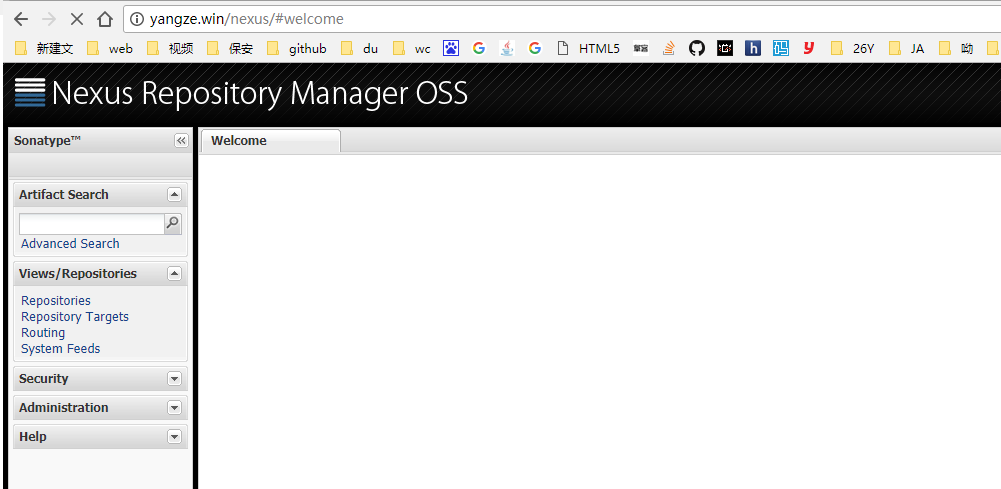 yangze.win/nexus/#welcome
新建文 web 视频 保安 github du wc HTML5 26Y JA 呦
Nexus Repository Manager OSS
Sonatype™
Welcome
Artifact Search
Advanced Search
Views/Repositories
Repositories
Repository Targets
Routing
System Feeds
Security
Administration
Help